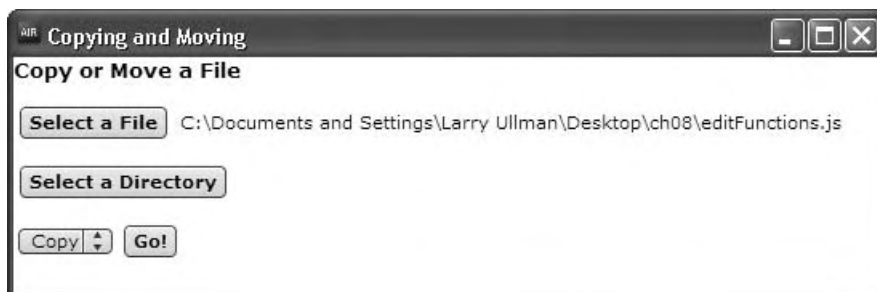 AIR Copying and Moving
Copy or Move a File
Select a File C:\Documents and Settings\Larry Ullman\Desktop\ch08\editFunctions.js
Select a Directory
Copy Go!